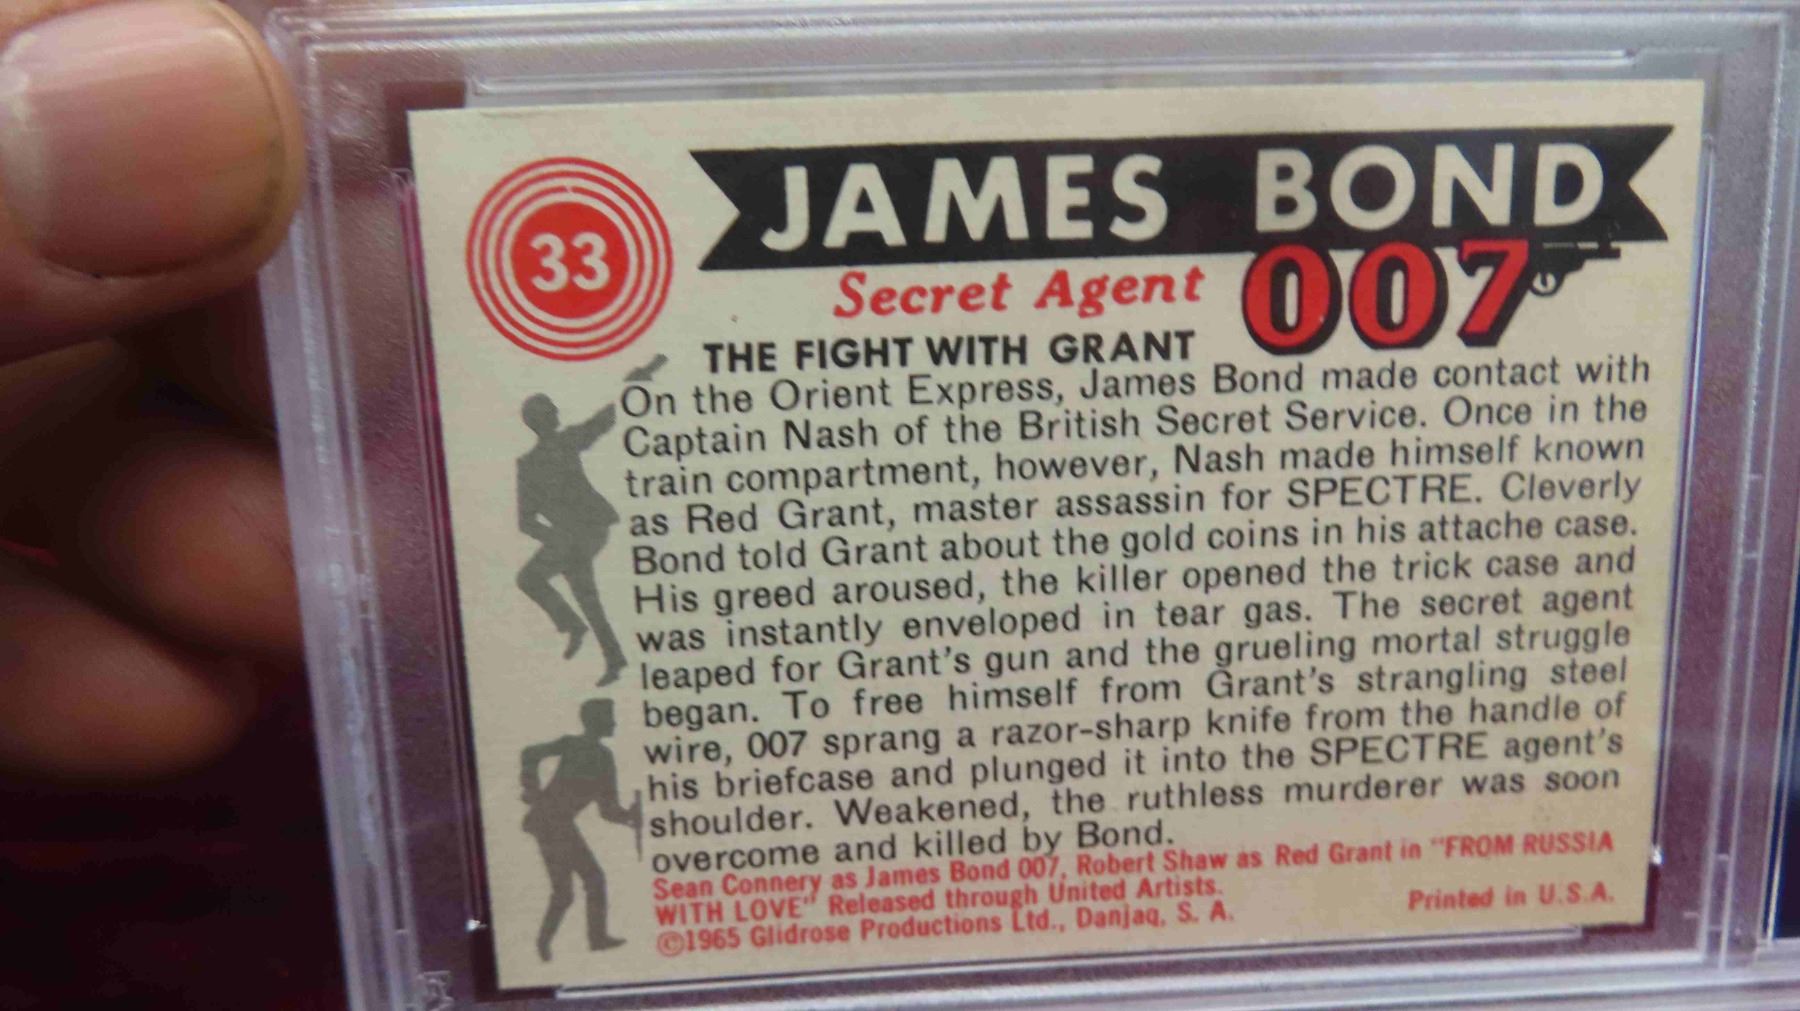 33
JAMES BOND
Secret Agent 007
THE FIGHT WITH GRANT
On the Orient Express, James Bond made contact with
Captain Nash of the British Secret Service. Once in the
train compartment, however, Nash made himself known
as Red Grant, master assassin for SPECTRE. Cleverly
Bond told Grant about the gold coins in his attache case.
His greed aroused, the killer opened the trick case and
was instantly enveloped in tear gas. The secret agent
leaped for Grant's gun and the grueling mortal struggle
began. To free himself from Grant's strangling steel
wire, 007 sprang a razor-sharp knife from the handle of
his briefcase and plunged it into the SPECTRE agent's
shoulder. Weakened, the ruthless murderer was soon
overcome and killed by Bond.
Sean Connery as James Bond 007, Robert Shaw as Red Grant in "FROM RUSSIA
WITH LOVE" Released through United Artists.
©1965 Glidrose Productions Ltd., Danjaq, S. A.
Printed in U.S.A.